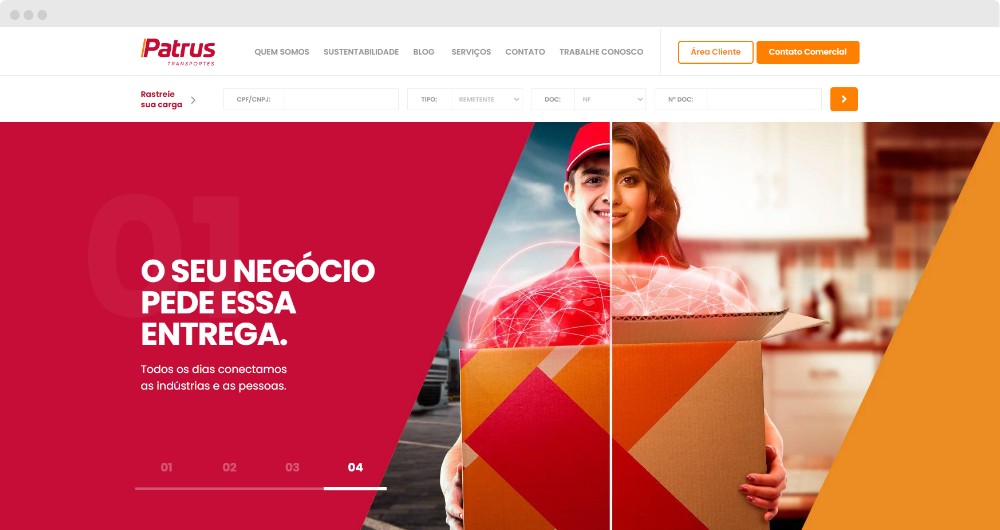 Patrus
TRANSPORTES
QUEM SOMOS SUSTENTABILIDADE BLOG SERVIÇOS CONTATO TRABALHE CONOSCO
Área Cliente
Contato Comercial
Rastreie
sua carga
CPF/CNPJ:
TIPO: REMETENTE
DOC: NF
Nº DOC:
01
O SEU NEGÓCIO
PEDE ESSA
ENTREGA.
Todos os dias conectamos
as indústrias e as pessoas.
01 02 03 04